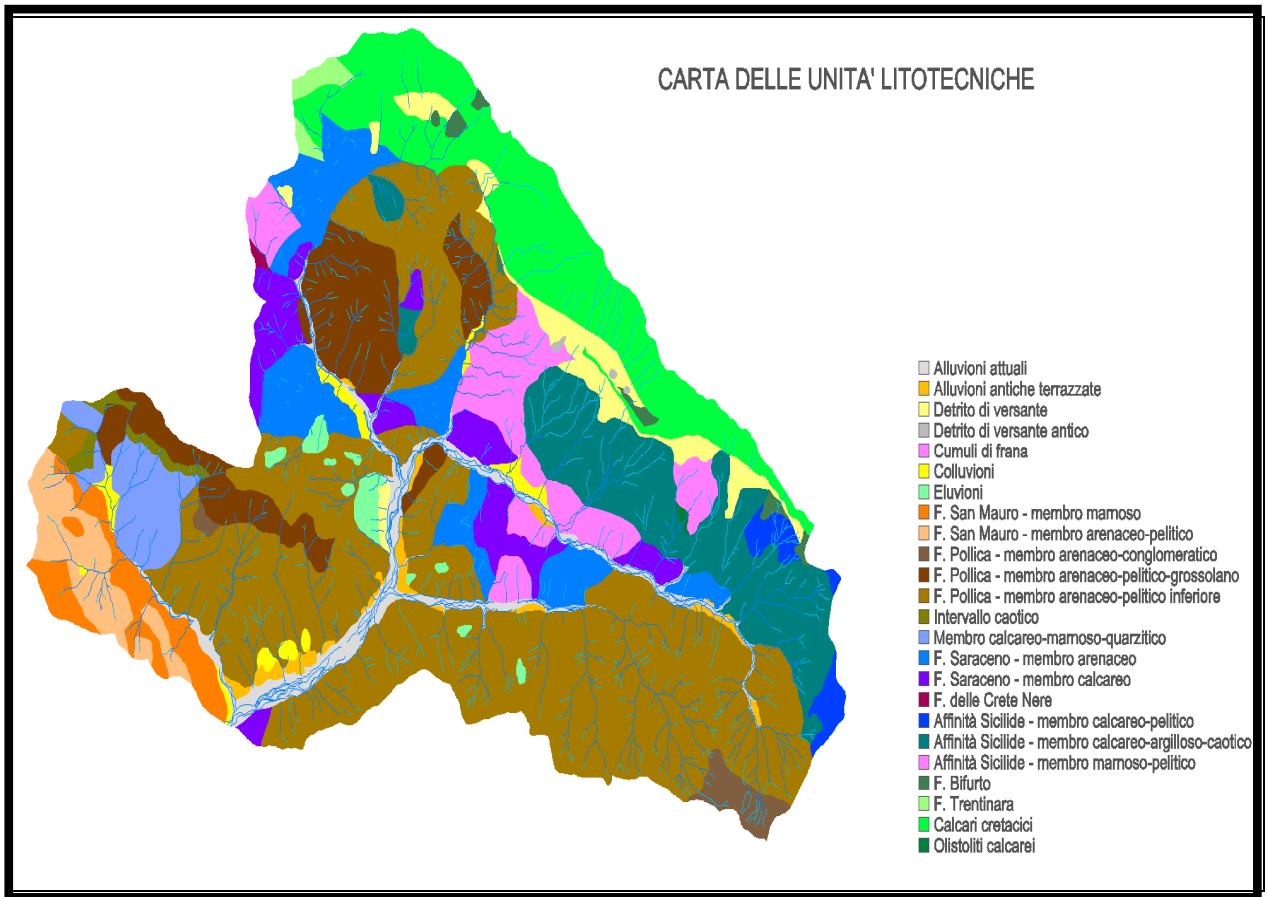 CARTA DELLE UNITA' LITOTECNICHE
Alluvioni attuali
Alluvioni antiche terrazzate
Detrito di versante
Detrito di versante antico
Cumuli di frana
Colluvioni
Eluvioni
F. San Mauro - membro marnoso
F. San Mauro - membro arenaceo-pelitico
F. Pollica - membro arenaceo-conglomeratico
F. Pollica - membro arenaceo-pelitico-grossolano
F. Pollica - membro arenaceo-pelitico inferiore
Intervallo caotico
Membro calcareo-marnoso-quarzitico
F. Saraceno - membro arenaceo
F. Saraceno - membro calcareo
F. delle Crete Nere
Affinità Sicilide - membro calcareo-pelitico
Affinità Sicilide - membro calcareo-argilloso-caotico
Affinità Sicilide - membro marnoso-pelitico
F. Bifurto
F. Trentinara
Calcari cretacici
Olistoliti calcarei